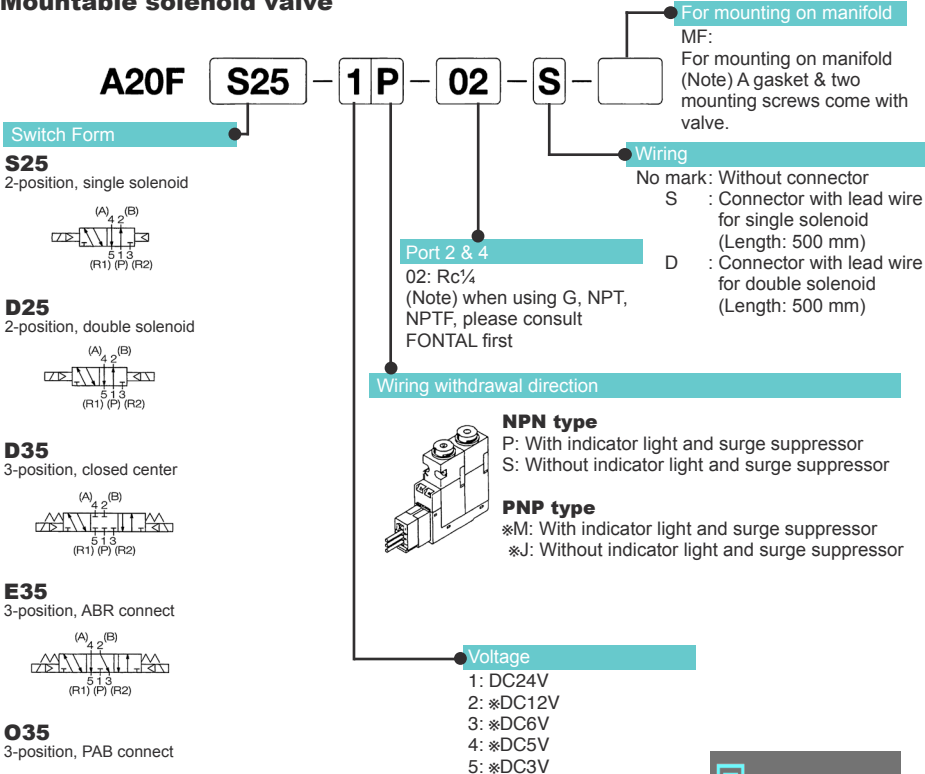 Mountable solenoid valve
A20F S25 - 1 P - 02 - S -
For mounting on manifold
MF:
For mounting on manifold
(Note) A gasket & two
mounting screws come with
valve.
Switch Form
S25
2-position, single solenoid
(A) 4 2 (B)
5 1 3
(R1) (P) (R2)
D25
2-position, double solenoid
(A) 4 2 (B)
5 1 3
(R1) (P) (R2)
D35
3-position, closed center
(A) 4 2 (B)
5 1 3
(R1) (P) (R2)
E35
3-position, ABR connect
(A) 4 2 (B)
5 1 3
(R1) (P) (R2)
O35
3-position, PAB connect
Wiring
No mark: Without connector
S : Connector with lead wire
for single solenoid
(Length: 500 mm)
D : Connector with lead wire
for double solenoid
(Length: 500 mm)
Port 2 & 4
02: Rc¼
(Note) when using G, NPT,
NPTF, please consult
FONTAL first
Wiring withdrawal direction
NPN type
P: With indicator light and surge suppressor
S: Without indicator light and surge suppressor
PNP type
※M: With indicator light and surge suppressor
※J: Without indicator light and surge suppressor
Voltage
1: DC24V
2: ※DC12V
3: ※DC6V
4: ※DC5V
5: ※DC3V